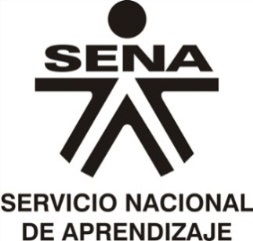 SENA
SERVICIO NACIONAL
DE APRENDIZAJE